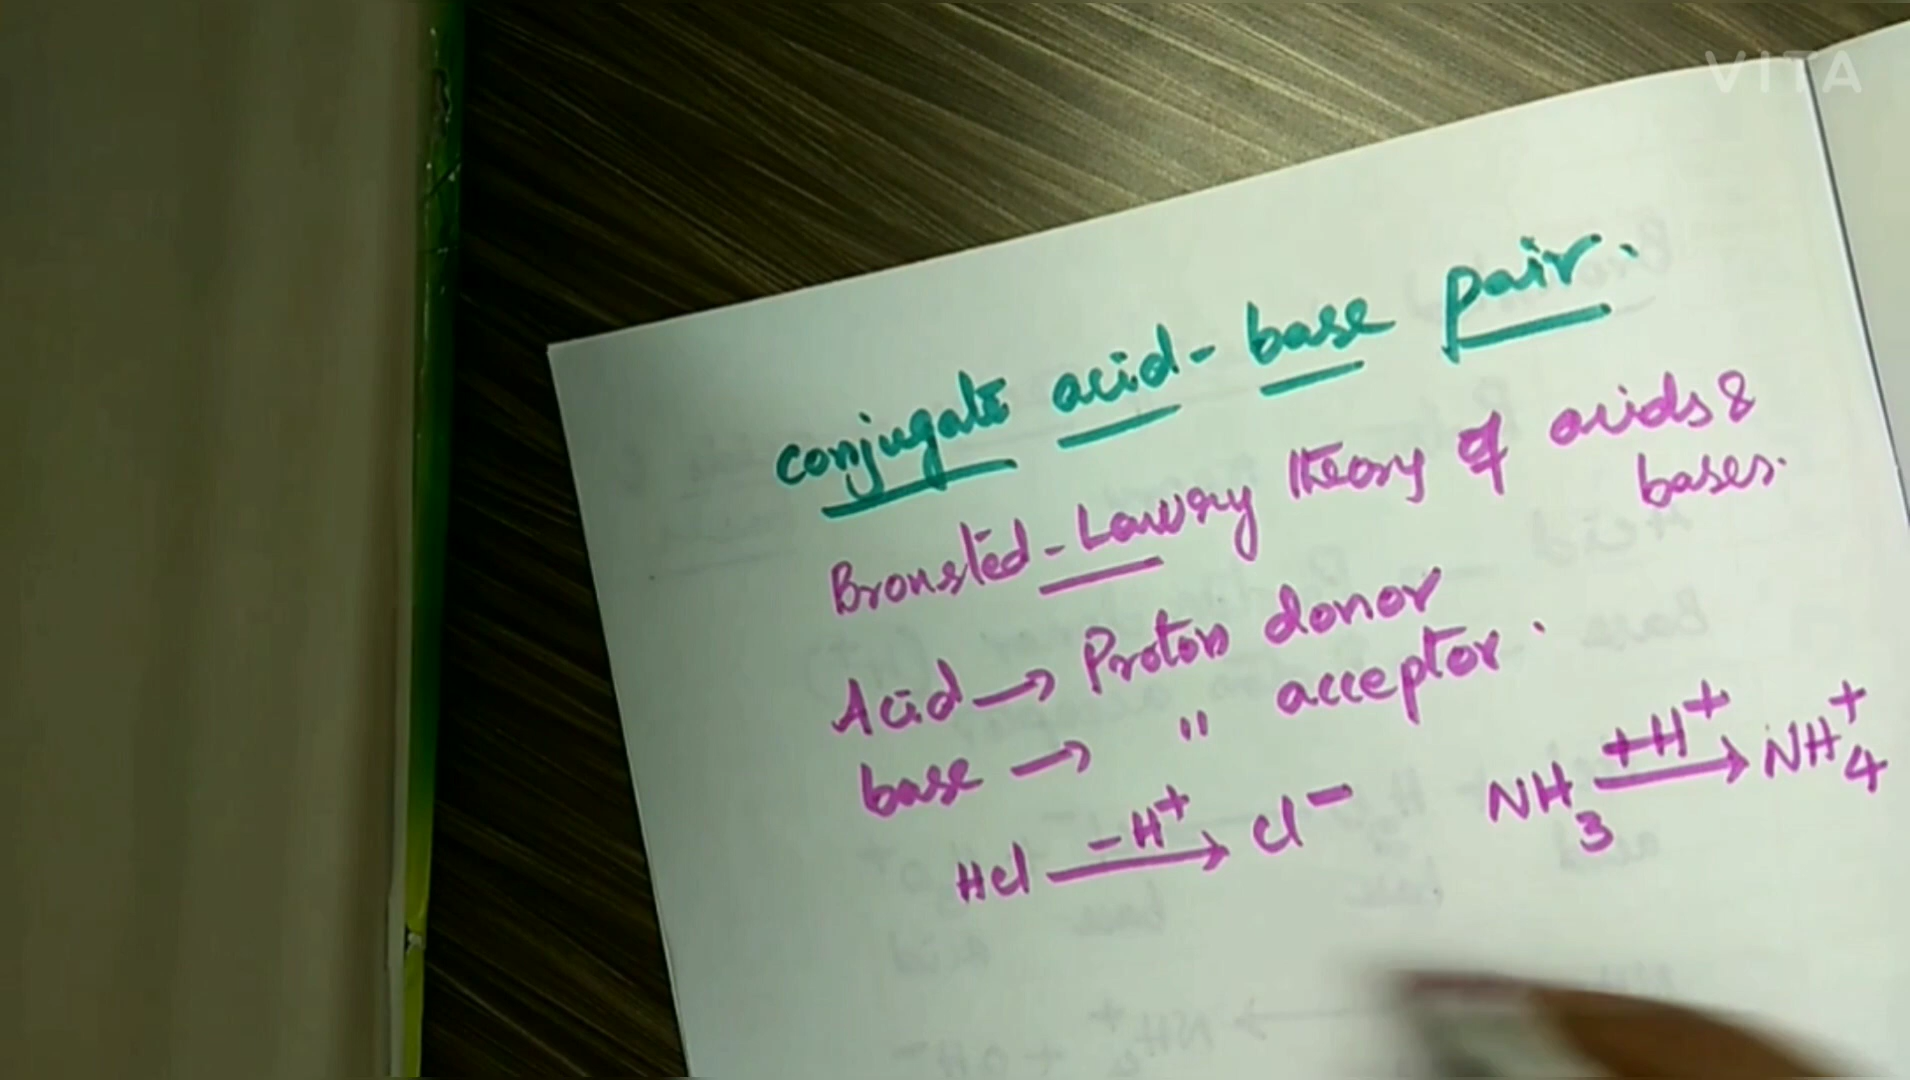 VITA
conjugate acid-base pair.
Bronsted-Lowry theory of acids &
bases.
Acid → Proton donor
base → " acceptor.
HCl —-H⁺→ Cl⁻ NH₃ —+H⁺→ NH₄⁺